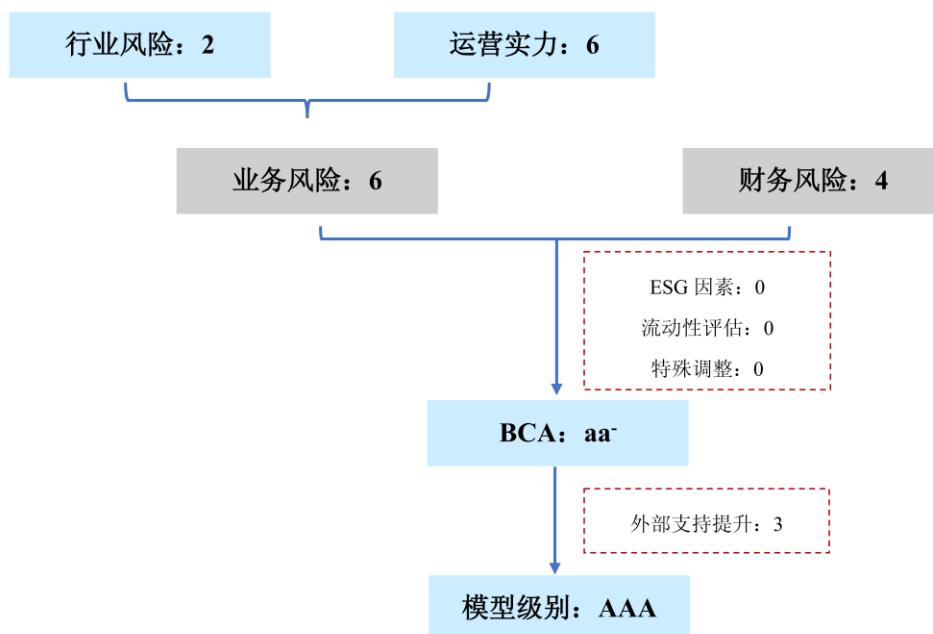 行业风险：2
运营实力：6
业务风险：6
财务风险：4
ESG 因素：0
流动性评估：0
特殊调整：0
BCA：aa⁻
外部支持提升：3
模型级别：AAA